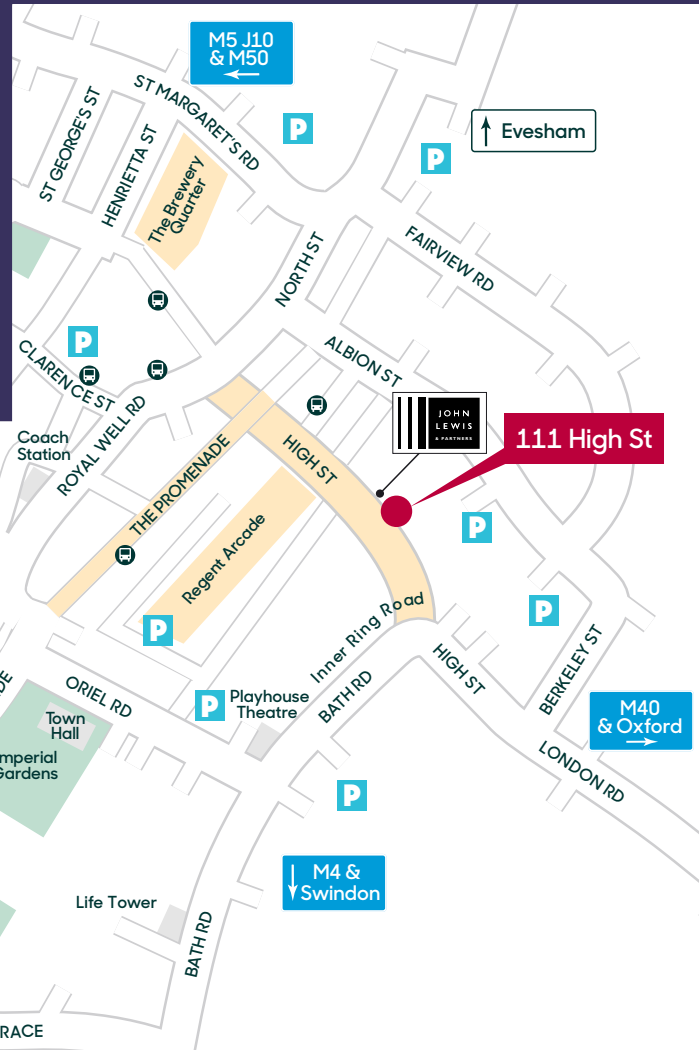 M5 J10
& M50
ST MARGARET'S RD
P
P
Evesham
ST GEORGE'S ST
HENRIETTA ST
The Brewery
Quarter
NORTH ST
FAIRVIEW RD
P
CLARENCE ST
ALBION ST
JOHN
LEWIS
& PARTNERS
111 High St
Coach
Station
ROYAL WELL RD
THE PROMENADE
HIGH ST
Regent Arcade
P
P
P
Inner Ring Road
BATH RD
HIGH ST
BERKELEY ST
DE
ORIEL RD
P
Playhouse
Theatre
Town
Hall
M40
& Oxford
mperial
Gardens
LONDON RD
P
M4 &
Swindon
Life Tower
BATH RD
RACE